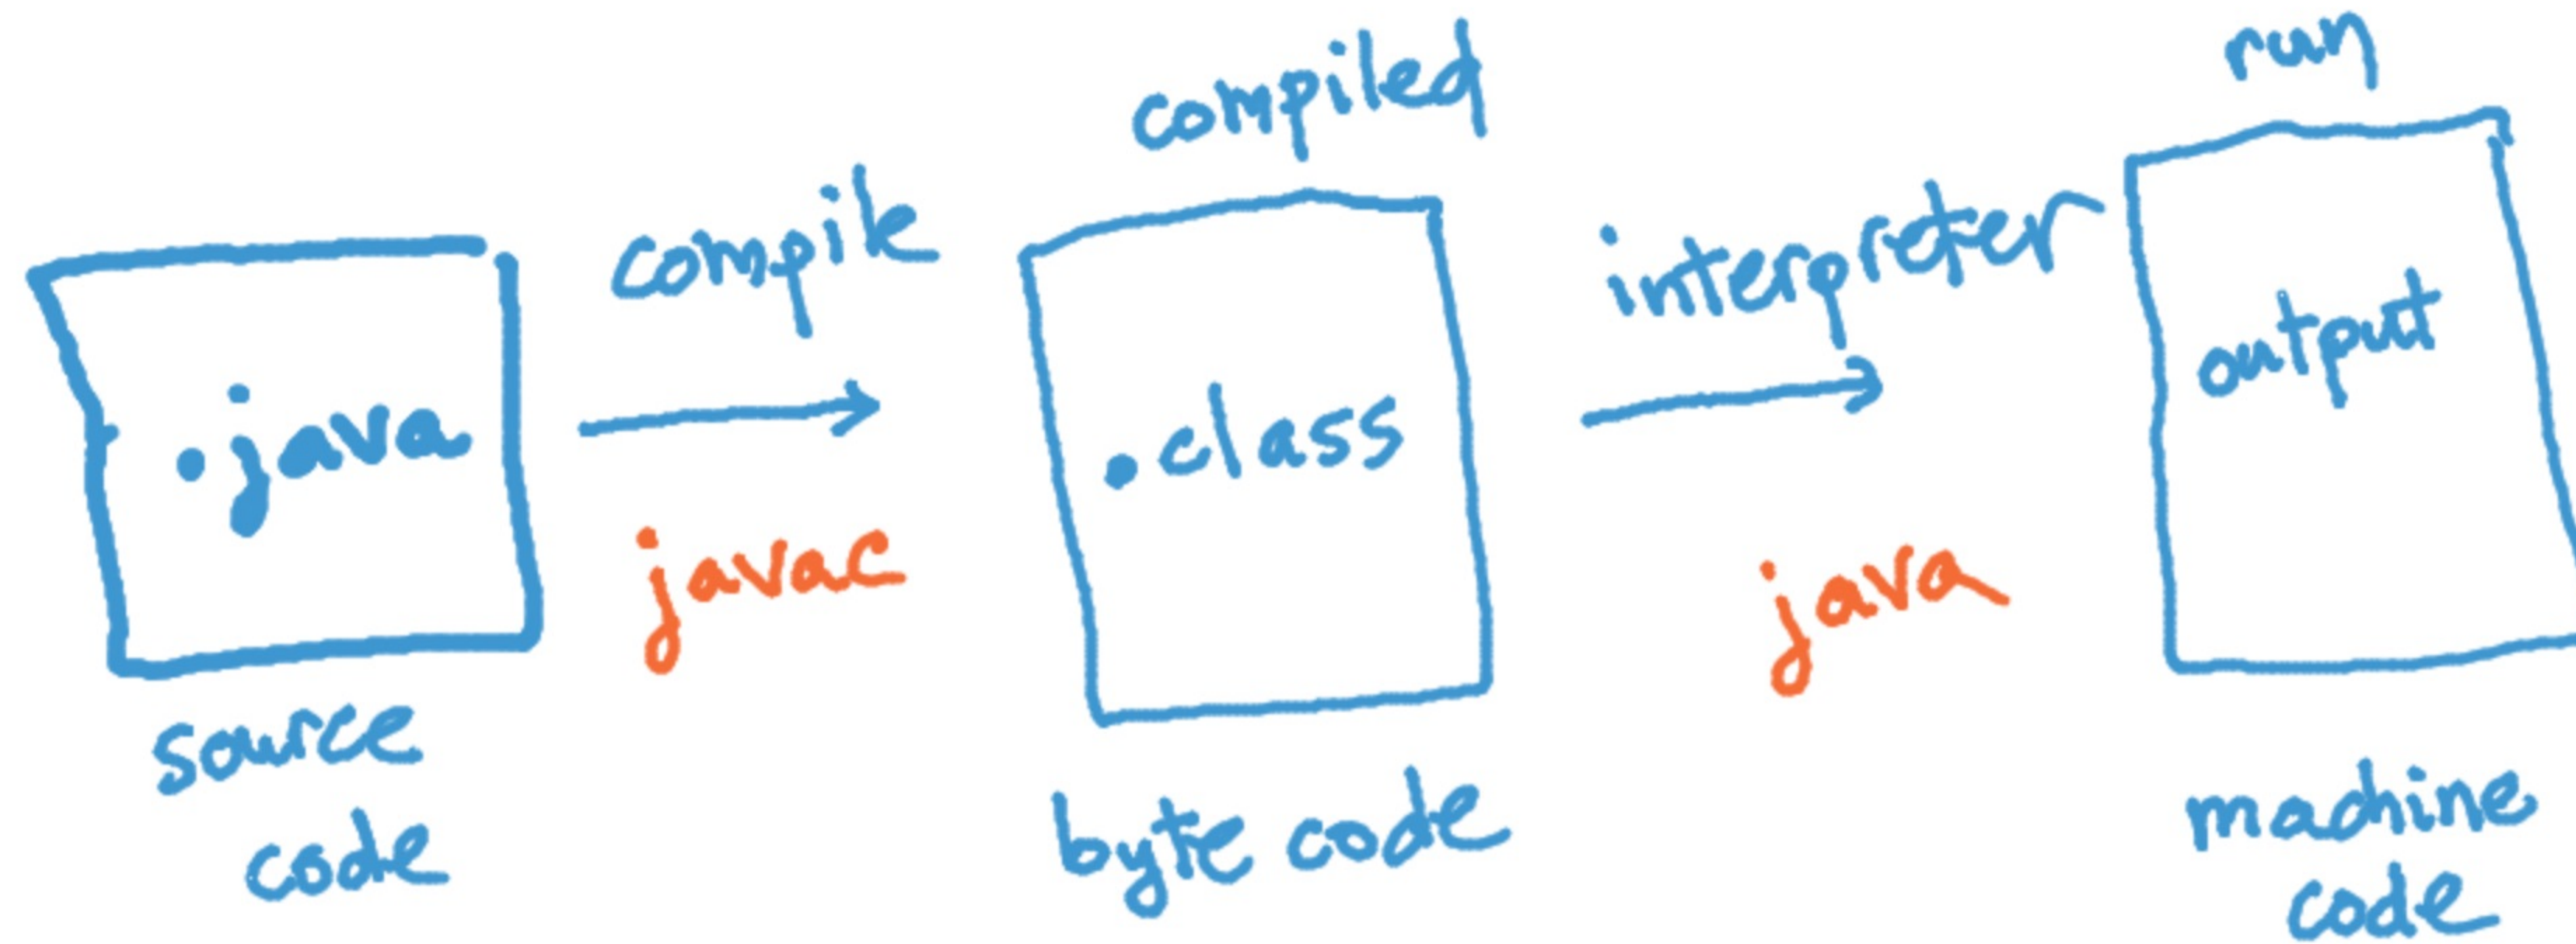 .java
source
code
compile
javac
compiled
.class
byte code
interpreter
java
run
output
machine
code